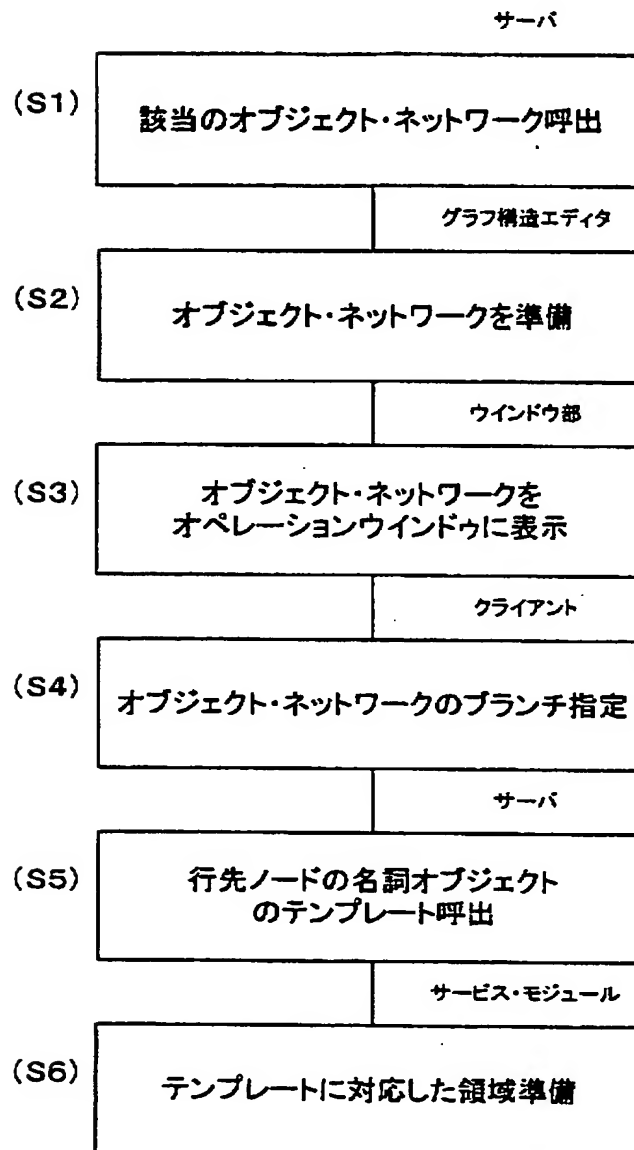 サーバ
(S1)
該当のオブジェクト・ネットワーク呼出
グラフ構造エディタ
(S2)
オブジェクト・ネットワークを準備
ウインドウ部
(S3)
オブジェクト・ネットワークを
オペレーションウインドゥに表示
クライアント
(S4)
オブジェクト・ネットワークのブランチ指定
サーバ
(S5)
行先ノードの名詞オブジェクト
のテンプレート呼出
サービス・モジュール
(S6)
テンプレートに対応した領域準備